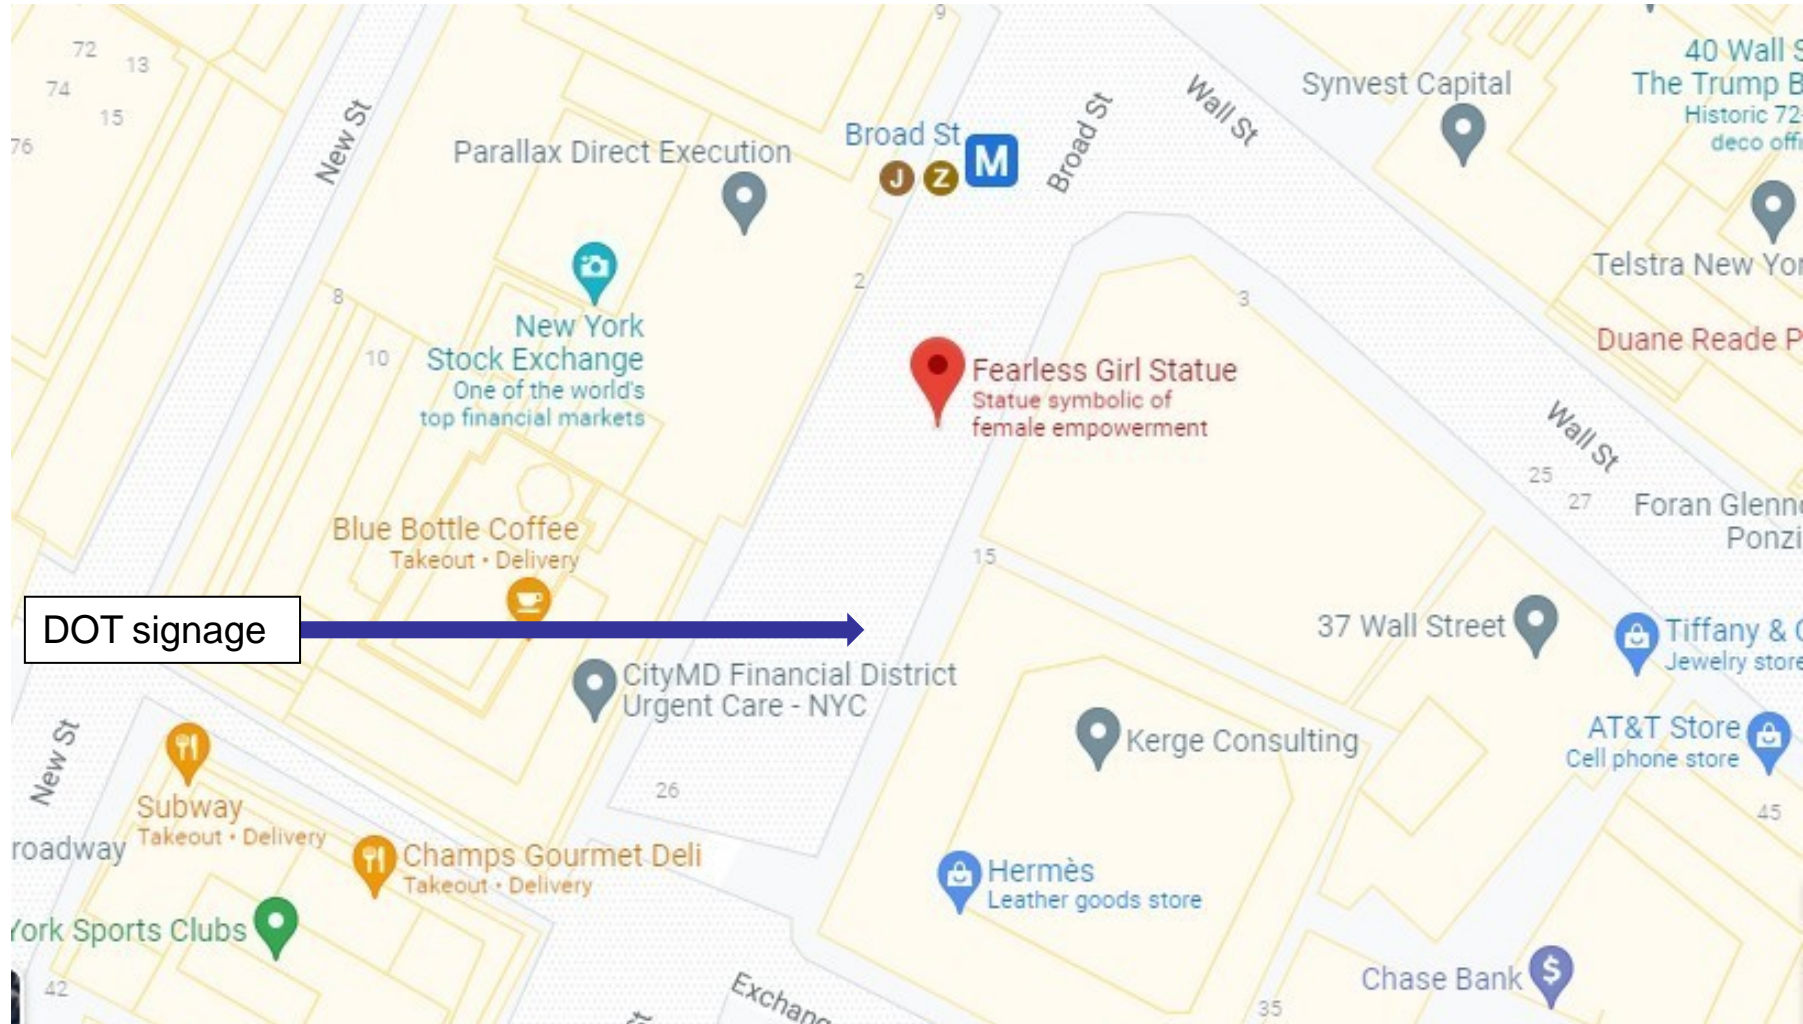 9
72
13
74
15
76
New St
Parallax Direct Execution
Broad St
J Z M
Broad St
Wall St
Synvest Capital
40 Wall S
The Trump B
Historic 72-
deco offi
Telstra New Yor
Duane Reade P
8
10
New York
Stock Exchange
One of the world's
top financial markets
2
3
Fearless Girl Statue
Statue symbolic of
female empowerment
Wall St
25
27
Foran Glenn
Ponzi
Blue Bottle Coffee
Takeout • Delivery
15
DOT signage
37 Wall Street
Tiffany & C
Jewelry store
CityMD Financial District
Urgent Care - NYC
Kerge Consulting
AT&T Store
Cell phone store
New St
26
45
Subway
Takeout • Delivery
roadway
Champs Gourmet Deli
Takeout • Delivery
Hermès
Leather goods store
York Sports Clubs
42
Exchang
Chase Bank
$
35